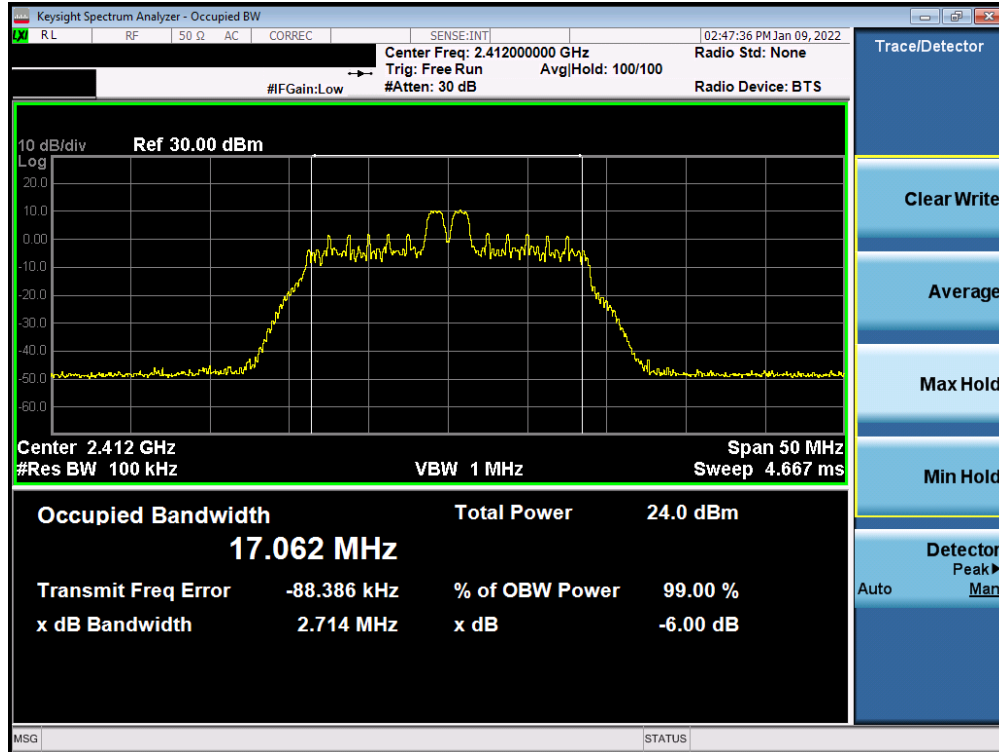 Keysight Spectrum Analyzer - Occupied BW
LXI RL RF 50 Ω AC CORREC SENSE:INT 02:47:36 PM Jan 09, 2022
Center Freq: 2.412000000 GHz Radio Std: None
Trig: Free Run Avg|Hold: 100/100
#IFGain:Low #Atten: 30 dB Radio Device: BTS
10 dB/div Ref 30.00 dBm
Log
20.0
10.0
0.00
-10.0
-20.0
-30.0
-40.0
-50.0
-60.0
Center 2.412 GHz Span 50 MHz
#Res BW 100 kHz VBW 1 MHz Sweep 4.667 ms
Occupied Bandwidth Total Power 24.0 dBm
17.062 MHz
Transmit Freq Error -88.386 kHz % of OBW Power 99.00 %
x dB Bandwidth 2.714 MHz x dB -6.00 dB
MSG STATUS
Trace/Detector
Clear Write
Average
Max Hold
Min Hold
Detector
Peak▶
Auto Man